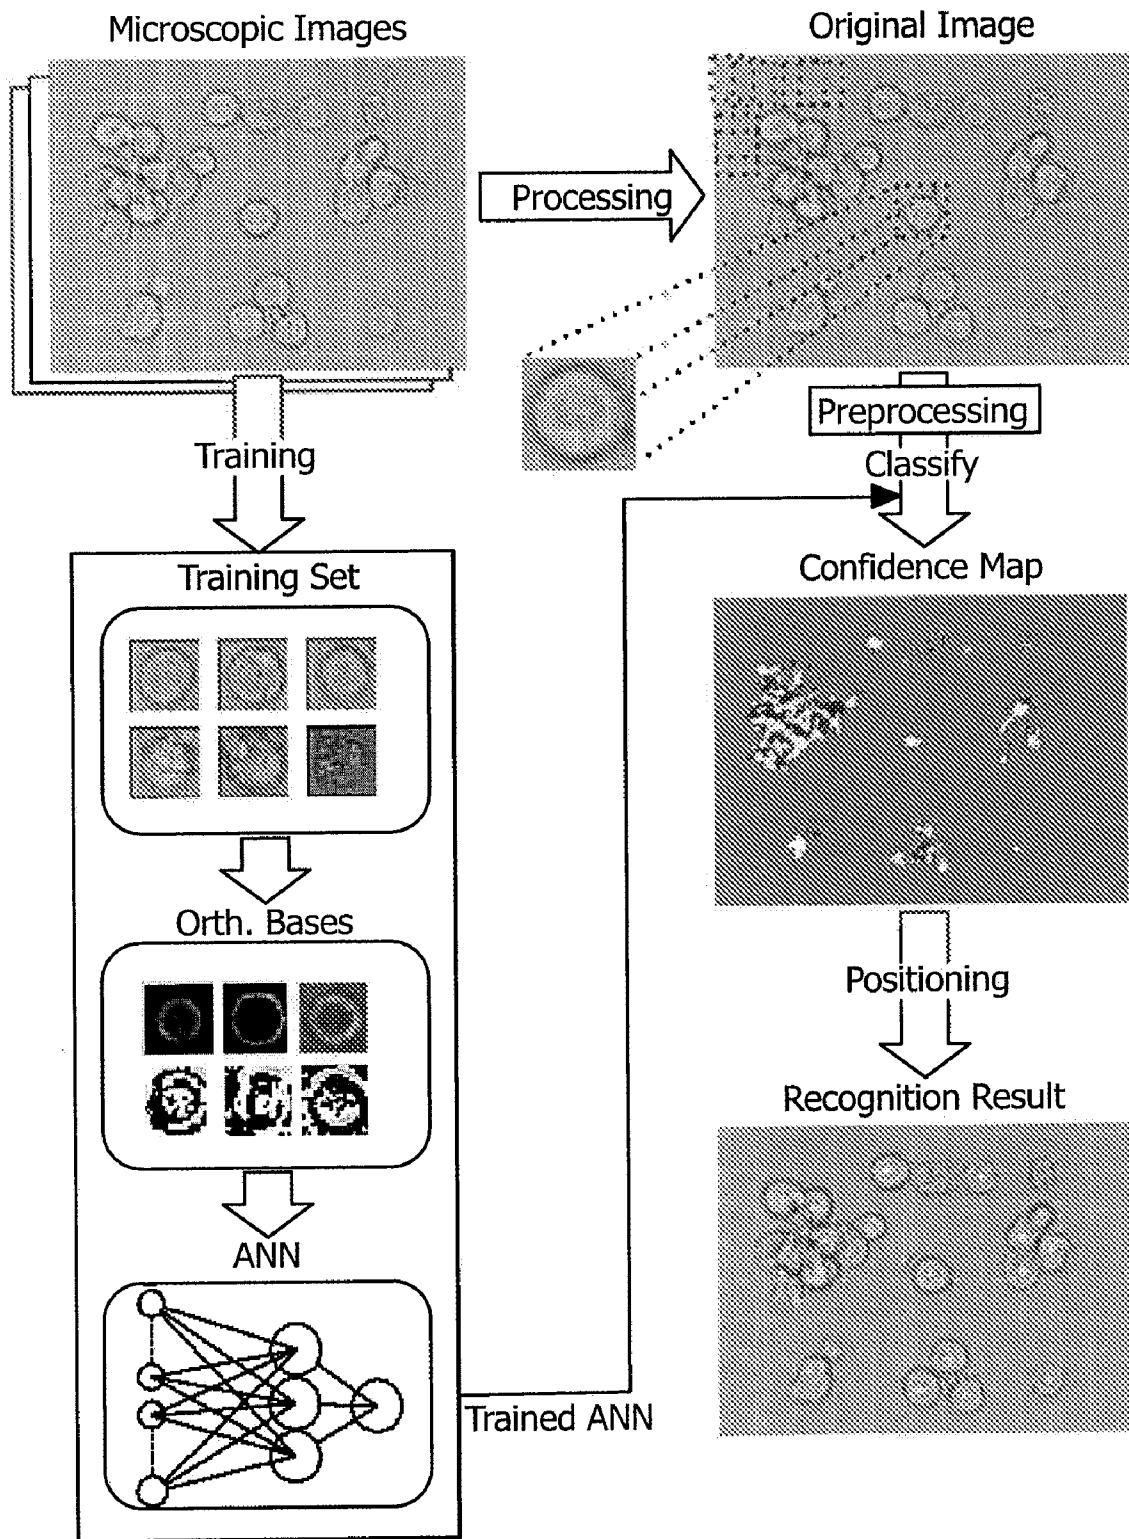 Microscopic Images
Original Image
Processing
Preprocessing
Training
Classify
Training Set
Confidence Map
Orth. Bases
Positioning
Recognition Result
ANN
Trained ANN